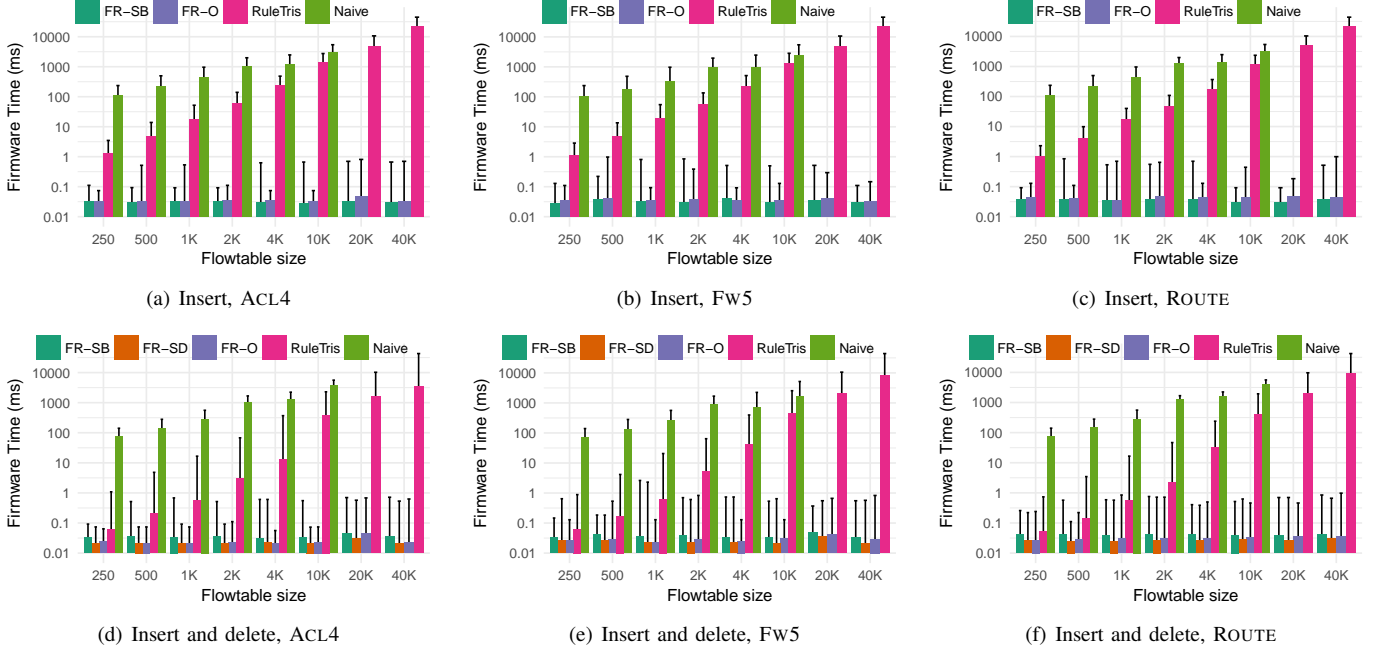 FR−SB FR−O RuleTris Naive
Firmware Time (ms)
10000
1000
100
10
1
0.1
0.01
250 500 1K 2K 4K 10K 20K 40K
Flowtable size
(a) Insert, ACL4
FR−SB FR−O RuleTris Naive
Firmware Time (ms)
10000
1000
100
10
1
0.1
0.01
250 500 1K 2K 4K 10K 20K 40K
Flowtable size
(b) Insert, FW5
FR−SB FR−O RuleTris Naive
Firmware Time (ms)
10000
1000
100
10
1
0.1
0.01
250 500 1K 2K 4K 10K 20K 40K
Flowtable size
(c) Insert, ROUTE
FR−SB FR−SD FR−O RuleTris Naive
Firmware Time (ms)
10000
1000
100
10
1
0.1
0.01
250 500 1K 2K 4K 10K 20K 40K
Flowtable size
(d) Insert and delete, ACL4
FR−SB FR−SD FR−O RuleTris Naive
Firmware Time (ms)
10000
1000
100
10
1
0.1
0.01
250 500 1K 2K 4K 10K 20K 40K
Flowtable size
(e) Insert and delete, FW5
FR−SB FR−SD FR−O RuleTris Naive
Firmware Time (ms)
10000
1000
100
10
1
0.1
0.01
250 500 1K 2K 4K 10K 20K 40K
Flowtable size
(f) Insert and delete, ROUTE